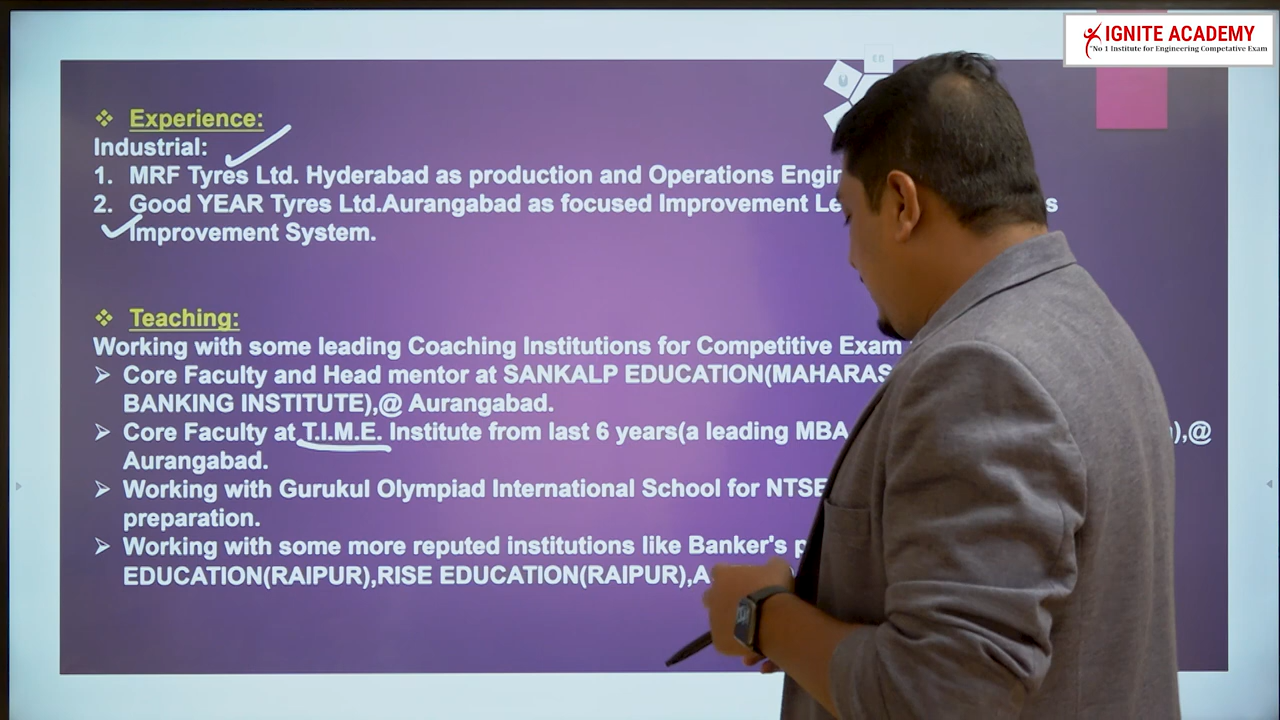 IGNITE ACADEMY
"No 1 Institute for Engineering Competative Exam
Experience:
Industrial:
1. MRF Tyres Ltd. Hyderabad as production and Operations
2. Good YEAR Tyres Ltd.Aurangabad as focused Improvement
Improvement System.
Teaching:
Working with some leading Coaching Institutions for Competitive Exam
Core Faculty and Head mentor at SANKALP EDUCATION(
BANKING INSTITUTE),@ Aurangabad.
Core Faculty at T.I.M.E. Institute from last 6 years(a leading MBA ),@
Aurangabad.
Working with Gurukul Olympiad International School for NTSE
preparation.
Working with some more reputed institutions like Banker's
EDUCATION(RAIPUR),RISE EDUCATION(RAIPUR),